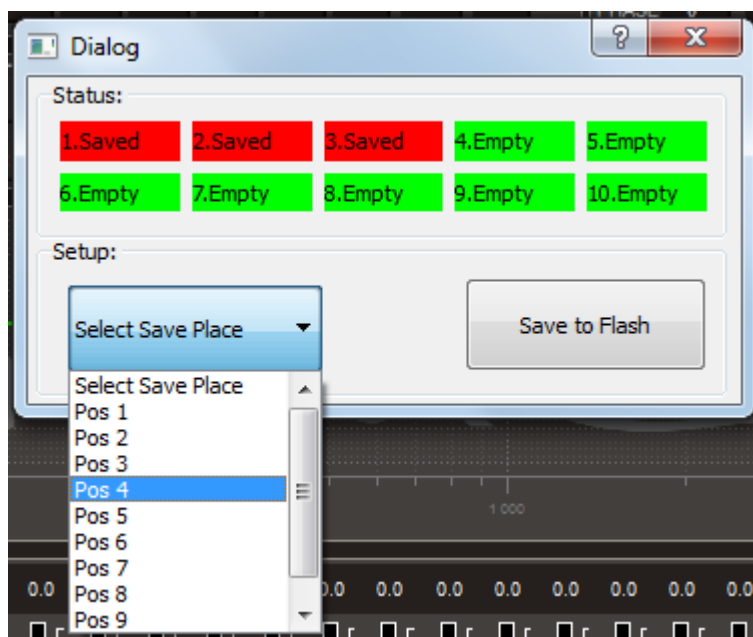 Dialog
Status:
1.Saved 2.Saved 3.Saved 4.Empty 5.Empty
6.Empty 7.Empty 8.Empty 9.Empty 10.Empty
Setup:
Select Save Place
Save to Flash
Select Save Place
Pos 1
Pos 2
Pos 3
Pos 4
Pos 5
Pos 6
Pos 7
Pos 8
Pos 9
1 000
0.0 0.0 0.0 0.0 0.0 0.0 0.0 0.0